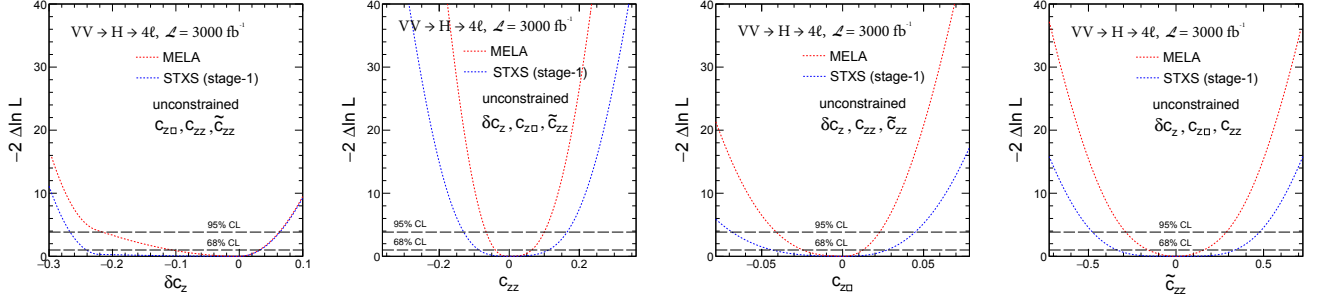 40
30
20
10
0
−2 Δln L
VV → H → 4ℓ, ℒ = 3000 fb⁻¹
MELA
STXS (stage-1)
unconstrained
c_z□, c_zz, c̃_zz
95% CL
68% CL
−0.3 −0.2 −0.1 0 0.1
δc_z
40
30
20
10
0
−2 Δln L
VV → H → 4ℓ, ℒ = 3000 fb⁻¹
MELA
STXS (stage-1)
unconstrained
δc_z, c_z□, c̃_zz
95% CL
68% CL
−0.2 0 0.2
c_zz
40
30
20
10
0
−2 Δln L
VV → H → 4ℓ, ℒ = 3000 fb⁻¹
MELA
STXS (stage-1)
unconstrained
δc_z, c_zz, c̃_zz
95% CL
68% CL
−0.05 0 0.05
c_z□
40
30
20
10
0
−2 Δln L
VV → H → 4ℓ, ℒ = 3000 fb⁻¹
MELA
STXS (stage-1)
unconstrained
δc_z, c_z□, c_zz
95% CL
68% CL
−0.5 0 0.5
c̃_zz